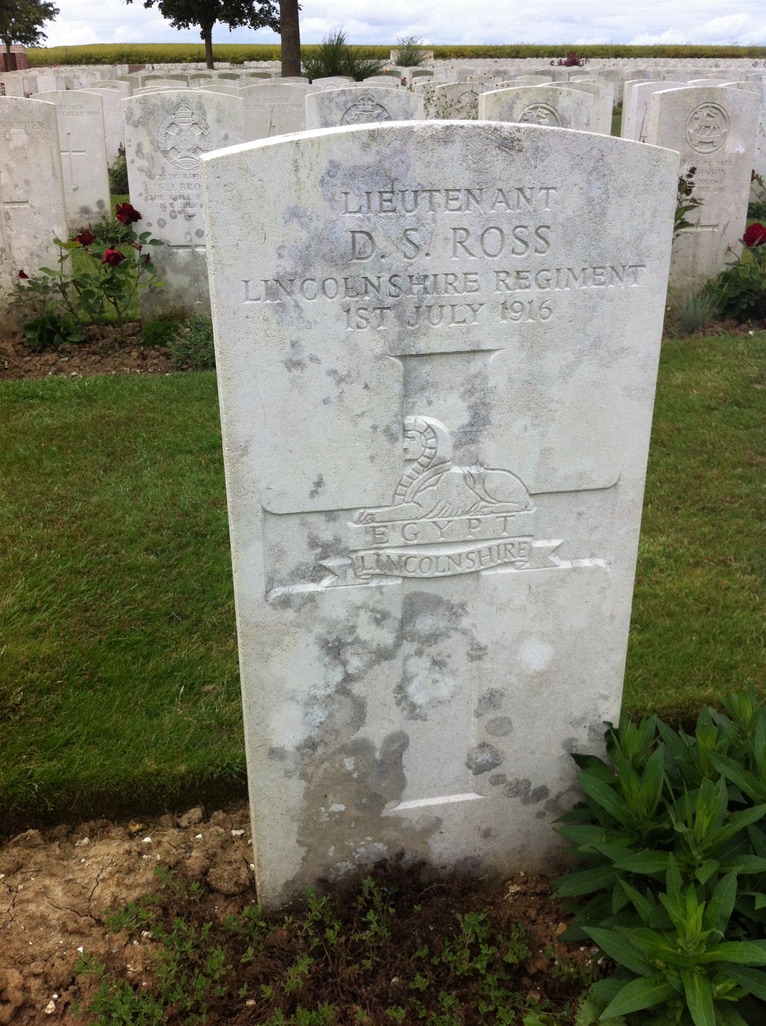 LIEUTENANT
D. S. ROSS
LINCOLNSHIRE REGIMENT
1ST JULY 1916
EGYPT
LINCOLNSHIRE